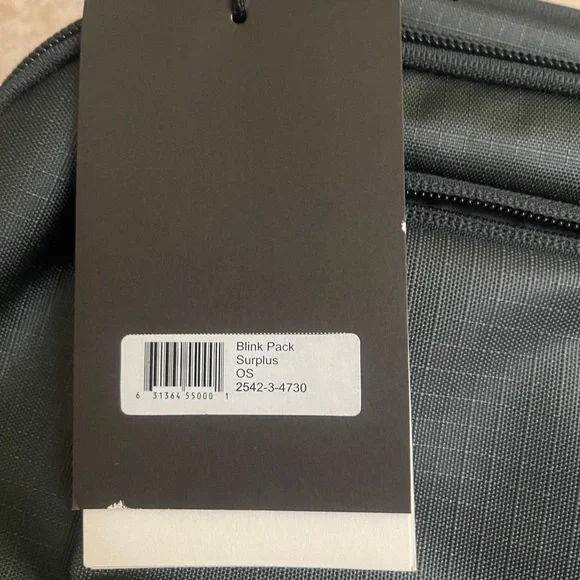 Blink Pack
Surplus
OS
2542-3-4730
6 31364 55000 1